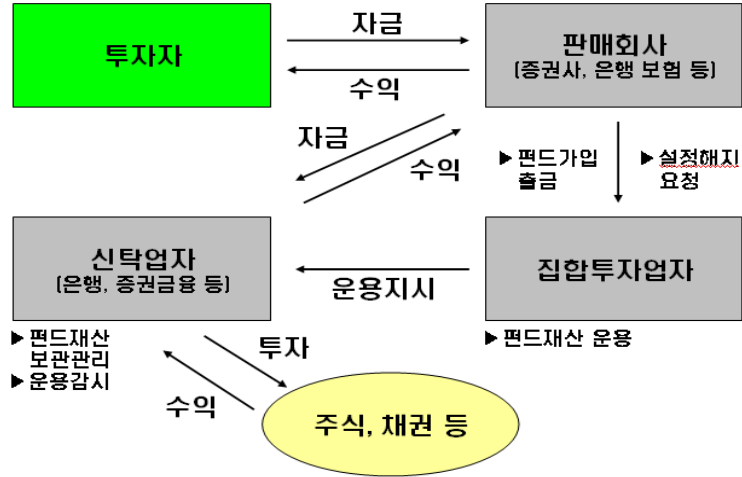 투자자
자금
수익
판매회사
(증권사, 은행 보험 등)
자금
수익
▶펀드가입
출금
▶설정해지
요청
신탁업자
(은행, 증권금융 등)
운용지시
집합투자업자
▶펀드재산
보관관리
▶운용감시
▶펀드재산 운용
투자
수익
주식, 채권 등